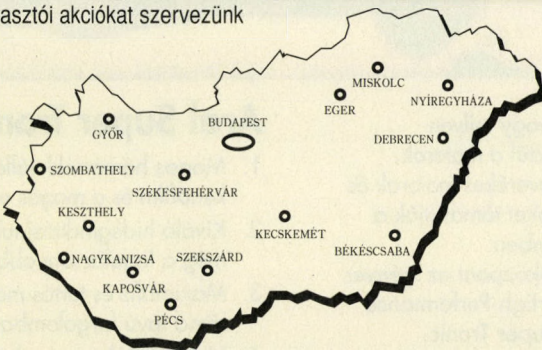 asztói akciókat szervezünk
MISKOLC
EGER
NYÍREGYHÁZA
GYŐR
BUDAPEST
DEBRECEN
SZOMBATHELY
SZÉKESFEHÉRVÁR
KESZTHELY
KECSKEMÉT
BÉKÉSCSABA
NAGYKANIZSA
SZEKSZÁRD
KAPOSVÁR
PÉCS